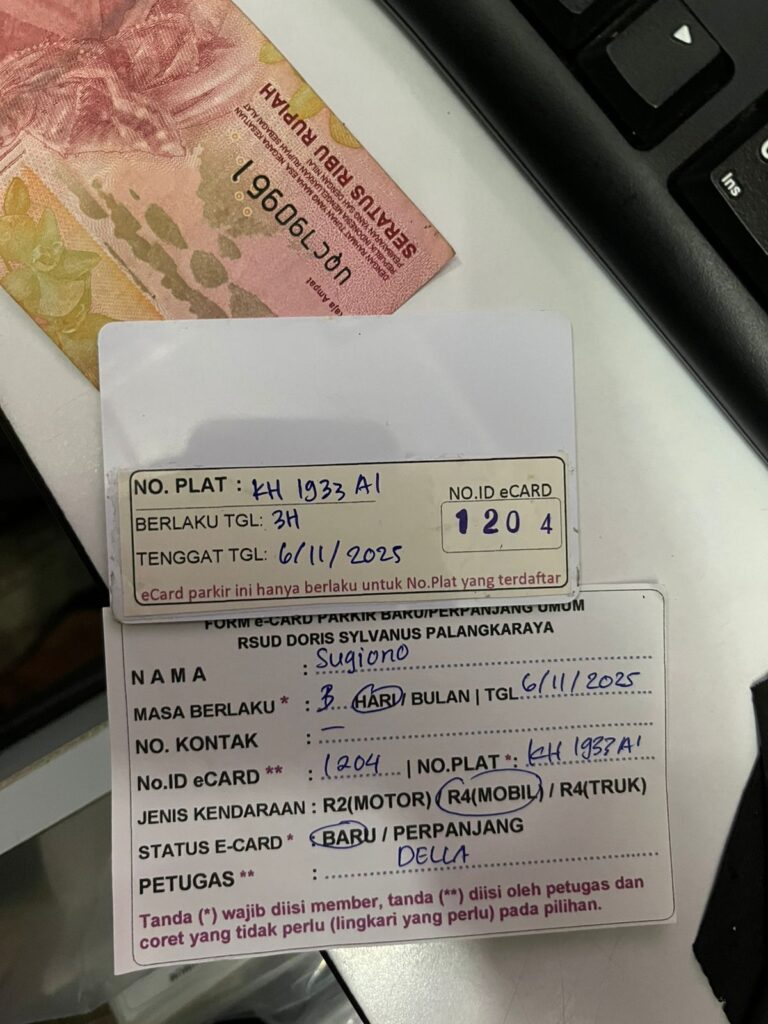 SERATUS RIBU RUPIAH
UQC790961
Ins
NO. PLAT : KH 1933 AI
NO.ID eCARD
BERLAKU TGL: 3H
1204
TENGGAT TGL: 6/11/2025
eCard parkir ini hanya berlaku untuk No.Plat yang terdaftar
FORM e-CARD PARKIR BARU/PERPANJANG UMUM
RSUD DORIS SYLVANUS PALANGKARAYA
NAMA : Sugiono
MASA BERLAKU * : 3 HARI / BULAN | TGL 6/11/2025
NO. KONTAK : —
No.ID eCARD ** : 1204 | NO.PLAT *: KH 1933 AI
JENIS KENDARAAN : R2(MOTOR) / R4(MOBIL) / R4(TRUK)
STATUS E-CARD * : BARU / PERPANJANG
PETUGAS ** : DELLA
Tanda (*) wajib diisi member, tanda (**) diisi oleh petugas dan
coret yang tidak perlu (lingkari yang perlu) pada pilihan.